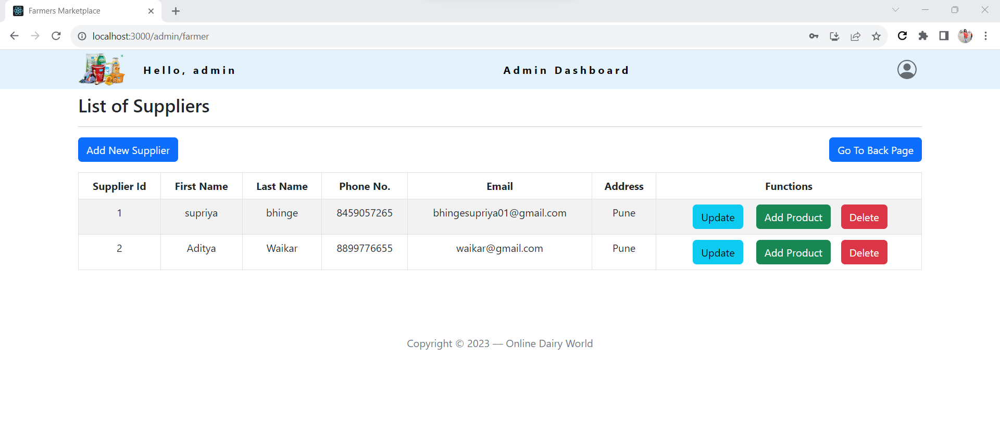 Farmers Marketplace
localhost:3000/admin/farmer
Hello, admin
Admin Dashboard
List of Suppliers
Add New Supplier
Go To Back Page
Supplier Id First Name Last Name Phone No. Email Address Functions
1 supriya bhinge 8459057265 bhingesupriya01@gmail.com Pune Update Add Product Delete
2 Aditya Waikar 8899776655 waikar@gmail.com Pune Update Add Product Delete
Copyright © 2023 — Online Dairy World